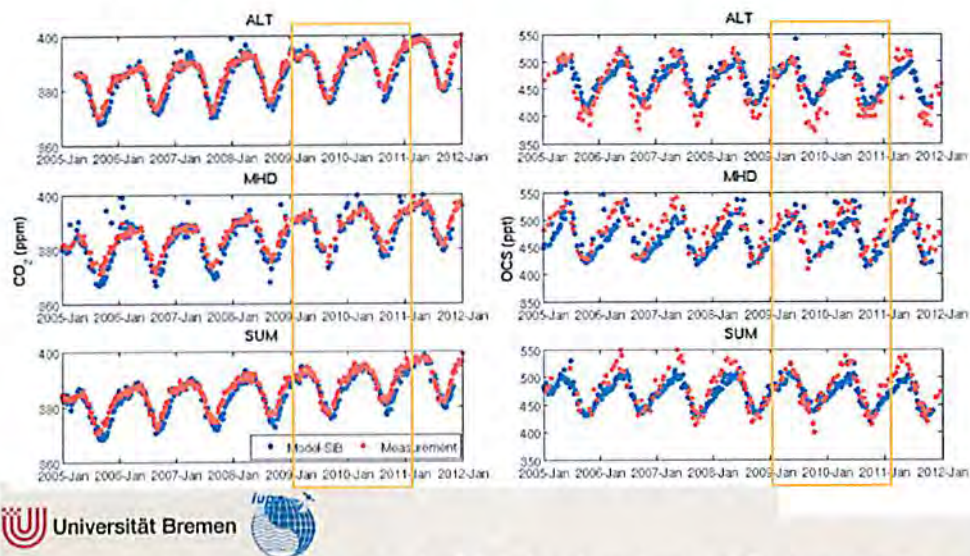 ALT
400
380
360
2005-Jan 2006-Jan 2007-Jan 2008-Jan 2009-Jan 2010-Jan 2011-Jan 2012-Jan
MHD
400
380
360
2005-Jan 2006-Jan 2007-Jan 2008-Jan 2009-Jan 2010-Jan 2011-Jan 2012-Jan
CO2 (ppm)
SUM
400
380
360
Model-SiB Measurement
2005-Jan 2006-Jan 2007-Jan 2008-Jan 2009-Jan 2010-Jan 2011-Jan 2012-Jan
ALT
550
500
450
400
350
2005-Jan 2006-Jan 2007-Jan 2008-Jan 2009-Jan 2010-Jan 2011-Jan 2012-Jan
MHD
550
500
450
400
350
2005-Jan 2006-Jan 2007-Jan 2008-Jan 2009-Jan 2010-Jan 2011-Jan 2012-Jan
OCS (ppt)
SUM
550
500
450
400
350
2005-Jan 2006-Jan 2007-Jan 2008-Jan 2009-Jan 2010-Jan 2011-Jan 2012-Jan
Universität Bremen
iup